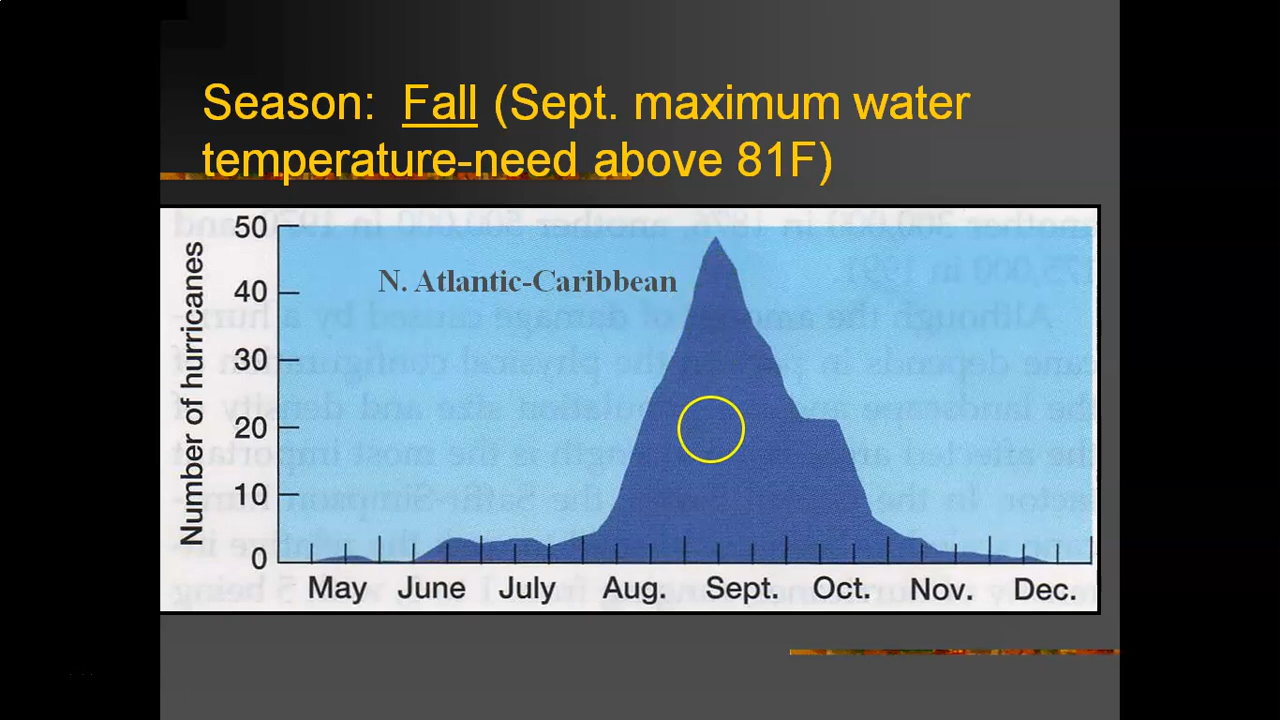 Season: Fall (Sept. maximum water
temperature-need above 81F)
50
40
30
20
10
0
Number of hurricanes
N. Atlantic-Caribbean
May June July Aug. Sept. Oct. Nov. Dec.